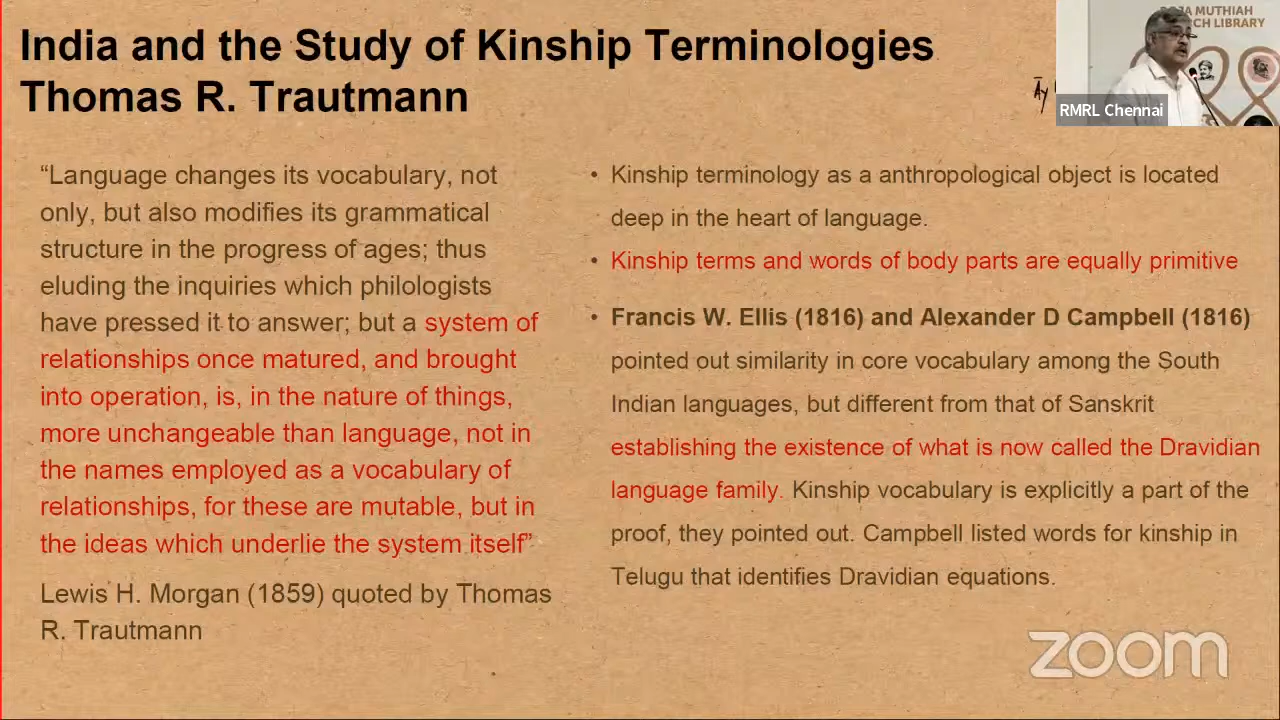 India and the Study of Kinship Terminologies
Thomas R. Trautmann
“Language changes its vocabulary, not
only, but also modifies its grammatical
structure in the progress of ages; thus
eluding the inquiries which philologists
have pressed it to answer; but a system of
relationships once matured, and brought
into operation, is, in the nature of things,
more unchangeable than language, not in
the names employed as a vocabulary of
relationships, for these are mutable, but in
the ideas which underlie the system itself”
Lewis H. Morgan (1859) quoted by Thomas
R. Trautmann
• Kinship terminology as a anthropological object is located
deep in the heart of language.
• Kinship terms and words of body parts are equally primitive
• Francis W. Ellis (1816) and Alexander D Campbell (1816)
pointed out similarity in core vocabulary among the South
Indian languages, but different from that of Sanskrit
establishing the existence of what is now called the Dravidian
language family. Kinship vocabulary is explicitly a part of the
proof, they pointed out. Campbell listed words for kinship in
Telugu that identifies Dravidian equations.
MUTHIAH
LIBRARY
RMRL Chennai
zoom